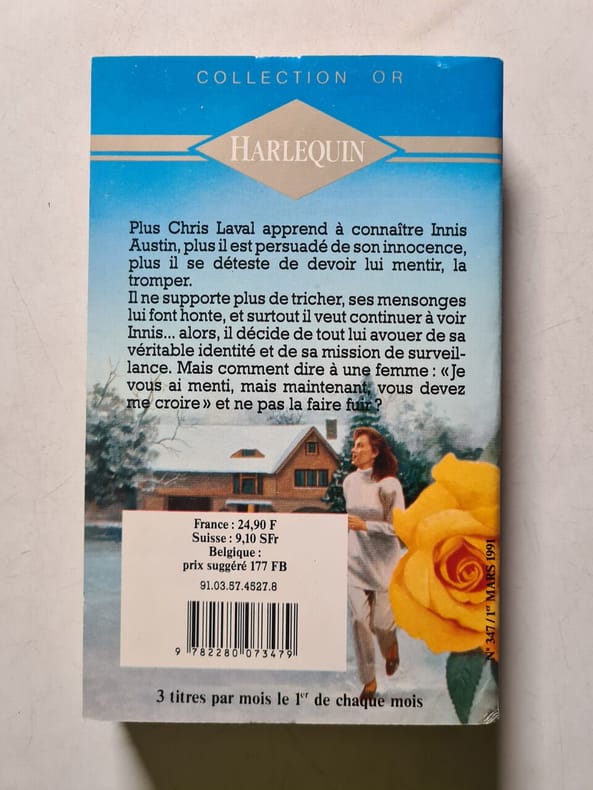 COLLECTION OR
HARLEQUIN
Plus Chris Laval apprend à connaître Innis
Austin, plus il est persuadé de son innocence,
plus il se déteste de devoir lui mentir, la
tromper.
Il ne supporte plus de tricher, ses mensonges
lui font honte, et surtout il veut continuer à voir
Innis... alors, il décide de tout lui avouer de sa
véritable identité et de sa mission de surveil-
lance. Mais comment dire à une femme : «Je
vous ai menti, mais maintenant, vous devez
me croire» et ne pas la faire fuir ?
France : 24,90 F
Suisse : 9,10 SFr
Belgique :
prix suggéré 177 FB
91.03.57.4527.8
9 782280 073479
N° 347/1er MARS 1991
3 titres par mois le 1er de chaque mois